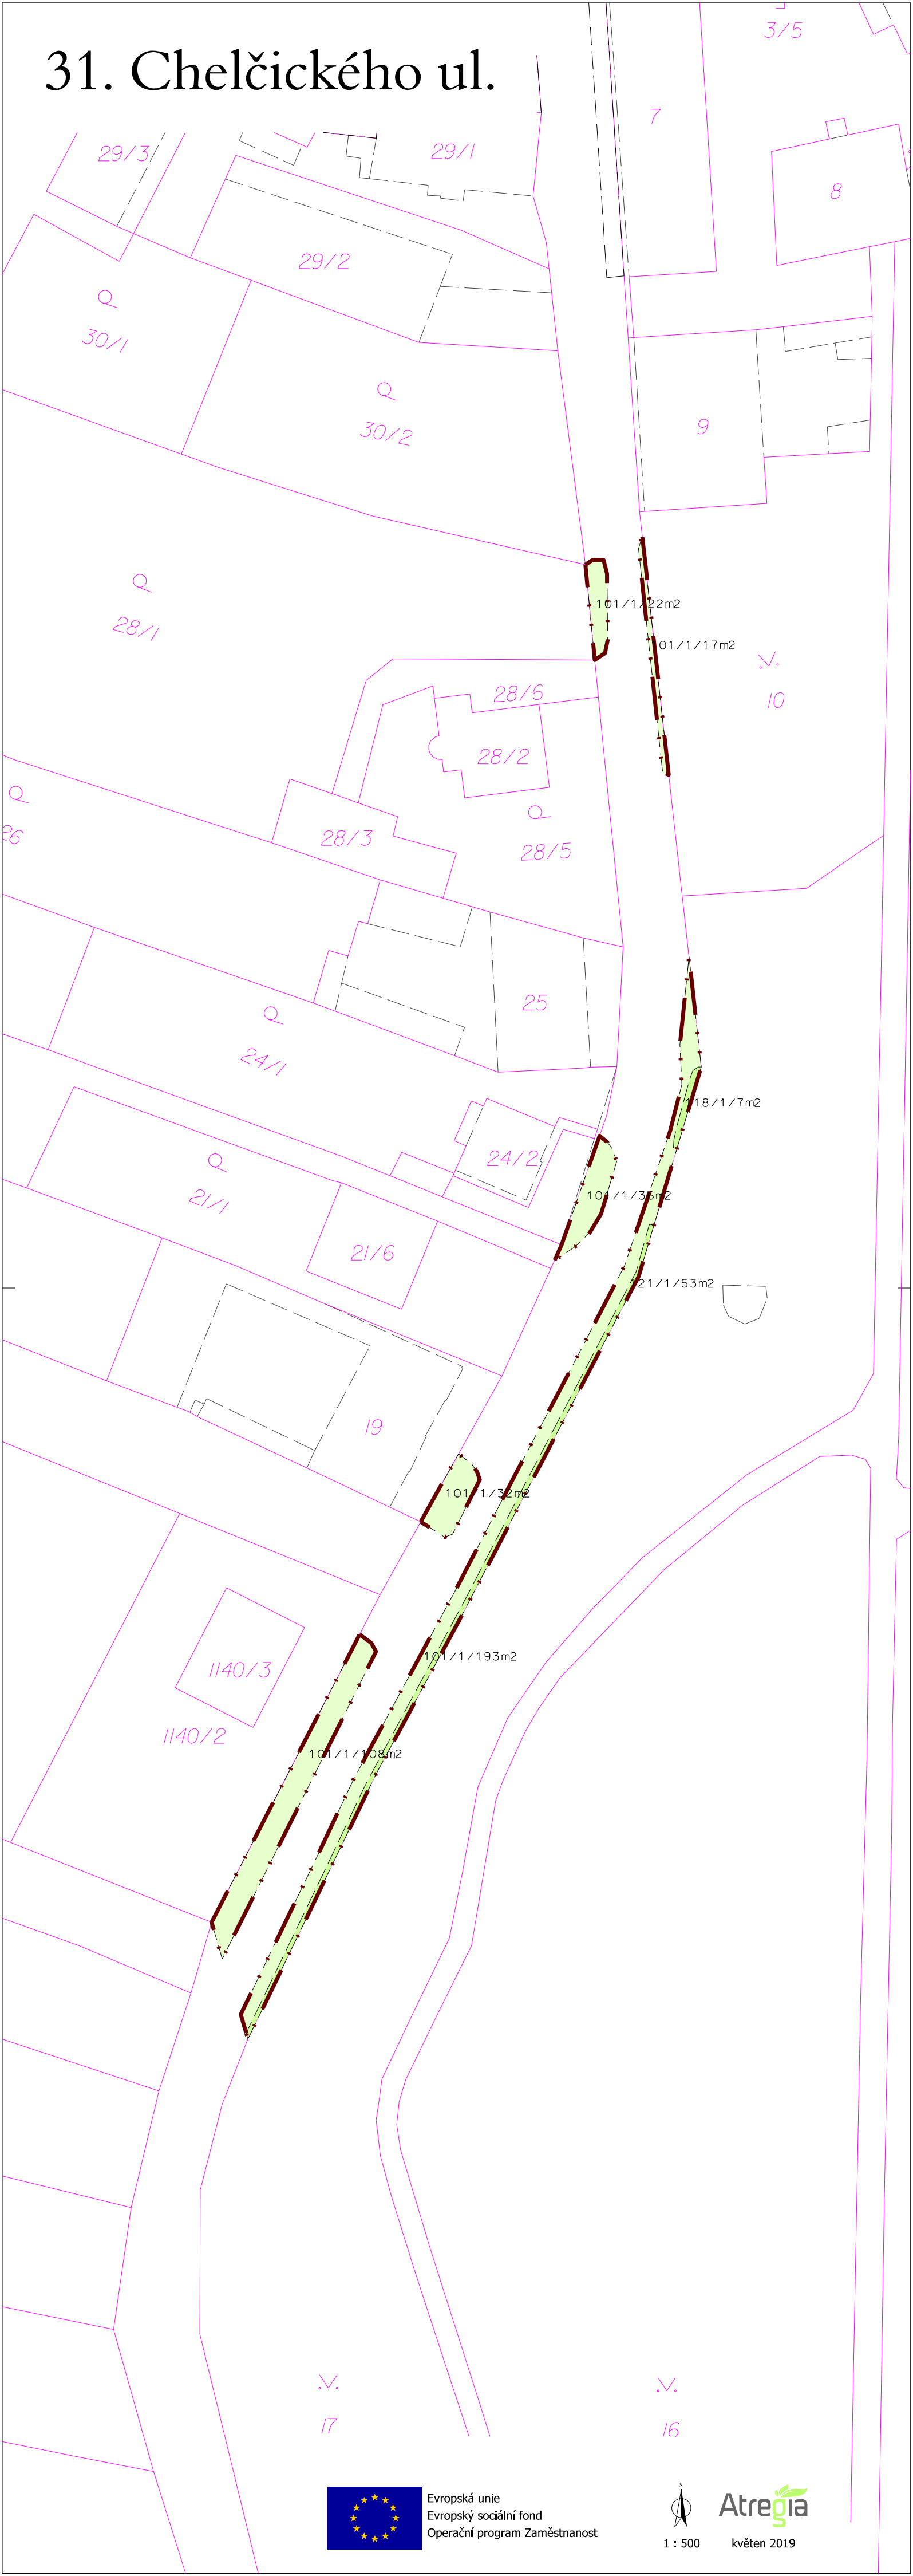 31. Chelčického ul.
3/5
7
8
29/3
29/1
29/2
30/1
30/2
9
28/1
101/1/22m2
01/1/17m2
10
28/6
28/2
26
28/3
28/5
25
24/1
118/1/7m2
24/2
101/1/36m2
21/1
21/6
121/1/53m2
19
101/1/32m2
101/1/193m2
1140/3
1140/2
101/1/108m2
17
16
Evropská unie
Evropský sociální fond
Operační program Zaměstnanost
S
Atregia
1 : 500
květen 2019